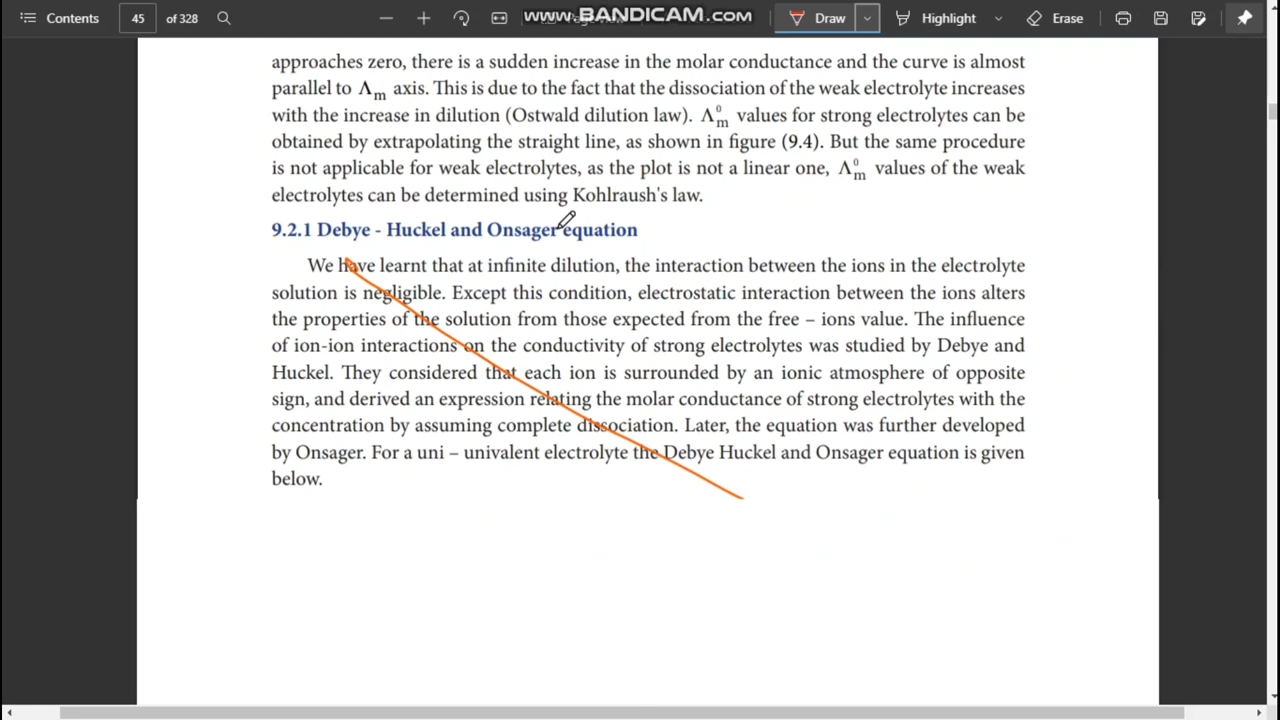 Contents
45 of 328
www.BANDICAM.com
Draw
Highlight
Erase
approaches zero, there is a sudden increase in the molar conductance and the curve is almost
parallel to Λm axis. This is due to the fact that the dissociation of the weak electrolyte increases
with the increase in dilution (Ostwald dilution law). Λ°m values for strong electrolytes can be
obtained by extrapolating the straight line, as shown in figure (9.4). But the same procedure
is not applicable for weak electrolytes, as the plot is not a linear one, Λ°m values of the weak
electrolytes can be determined using Kohlraush's law.
9.2.1 Debye - Huckel and Onsager equation
We have learnt that at infinite dilution, the interaction between the ions in the electrolyte
solution is negligible. Except this condition, electrostatic interaction between the ions alters
the properties of the solution from those expected from the free – ions value. The influence
of ion-ion interactions on the conductivity of strong electrolytes was studied by Debye and
Huckel. They considered that each ion is surrounded by an ionic atmosphere of opposite
sign, and derived an expression relating the molar conductance of strong electrolytes with the
concentration by assuming complete dissociation. Later, the equation was further developed
by Onsager. For a uni – univalent electrolyte the Debye Huckel and Onsager equation is given
below.